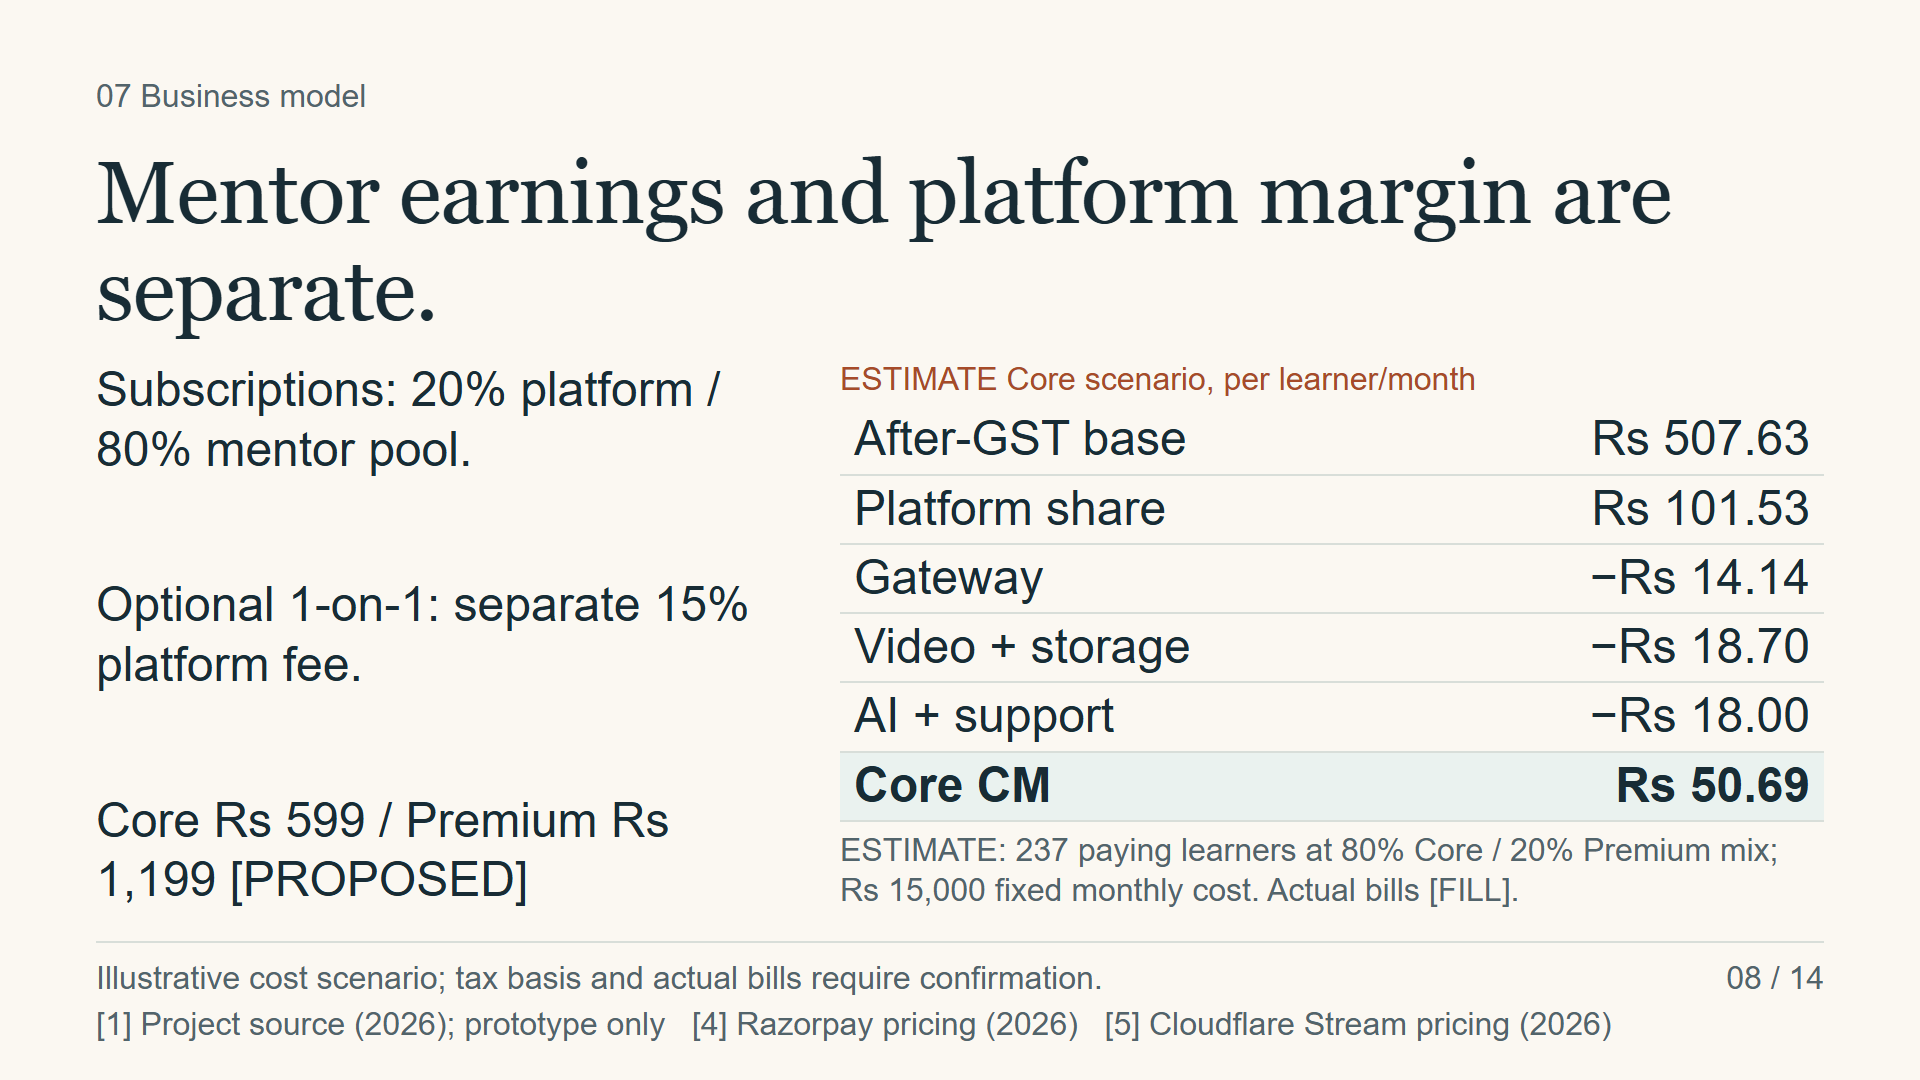 07 Business model
Mentor earnings and platform margin are
separate.
Subscriptions: 20% platform /
80% mentor pool.
Optional 1-on-1: separate 15%
platform fee.
Core Rs 599 / Premium Rs
1,199 [PROPOSED]
ESTIMATE Core scenario, per learner/month
After-GST base Rs 507.63
Platform share Rs 101.53
Gateway −Rs 14.14
Video + storage −Rs 18.70
AI + support −Rs 18.00
Core CM Rs 50.69
ESTIMATE: 237 paying learners at 80% Core / 20% Premium mix;
Rs 15,000 fixed monthly cost. Actual bills [FILL].
Illustrative cost scenario; tax basis and actual bills require confirmation.
08 / 14
[1] Project source (2026); prototype only [4] Razorpay pricing (2026) [5] Cloudflare Stream pricing (2026)